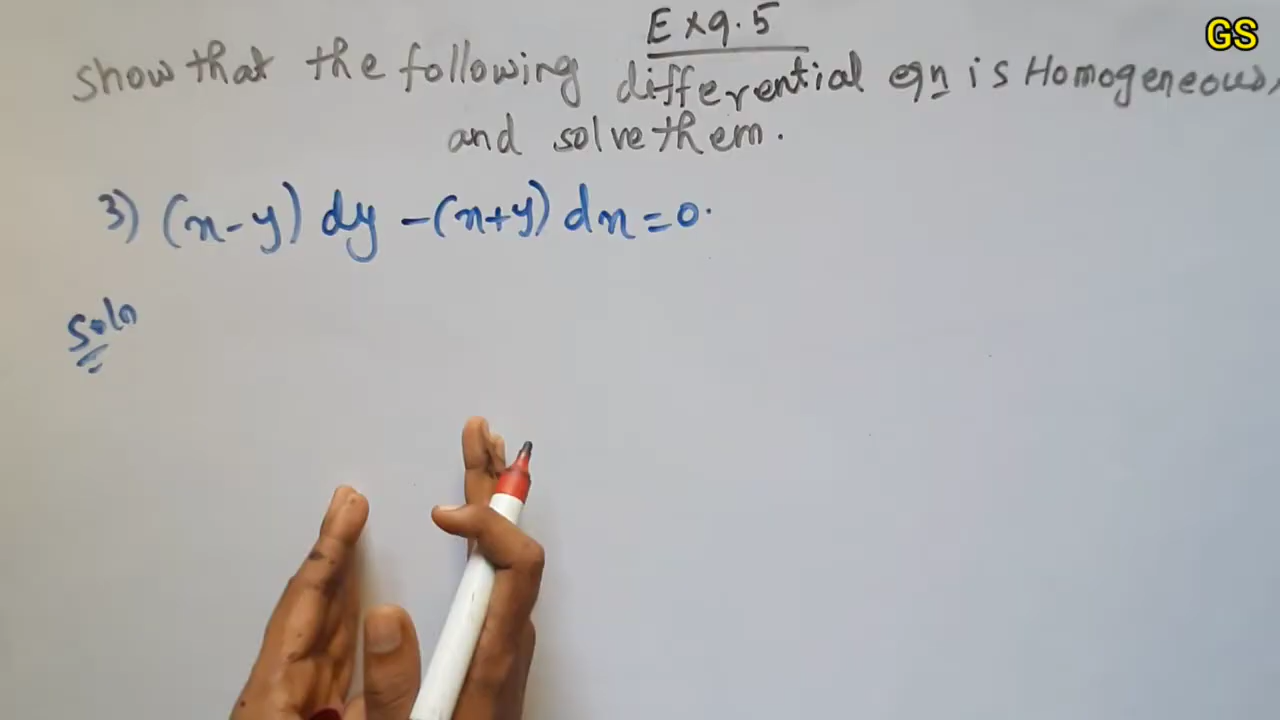 Ex 9.5
GS
show that the following differential eqn is Homogeneous,
and solve them.
3) (x-y) dy -(x+y) dx = 0.
Soln